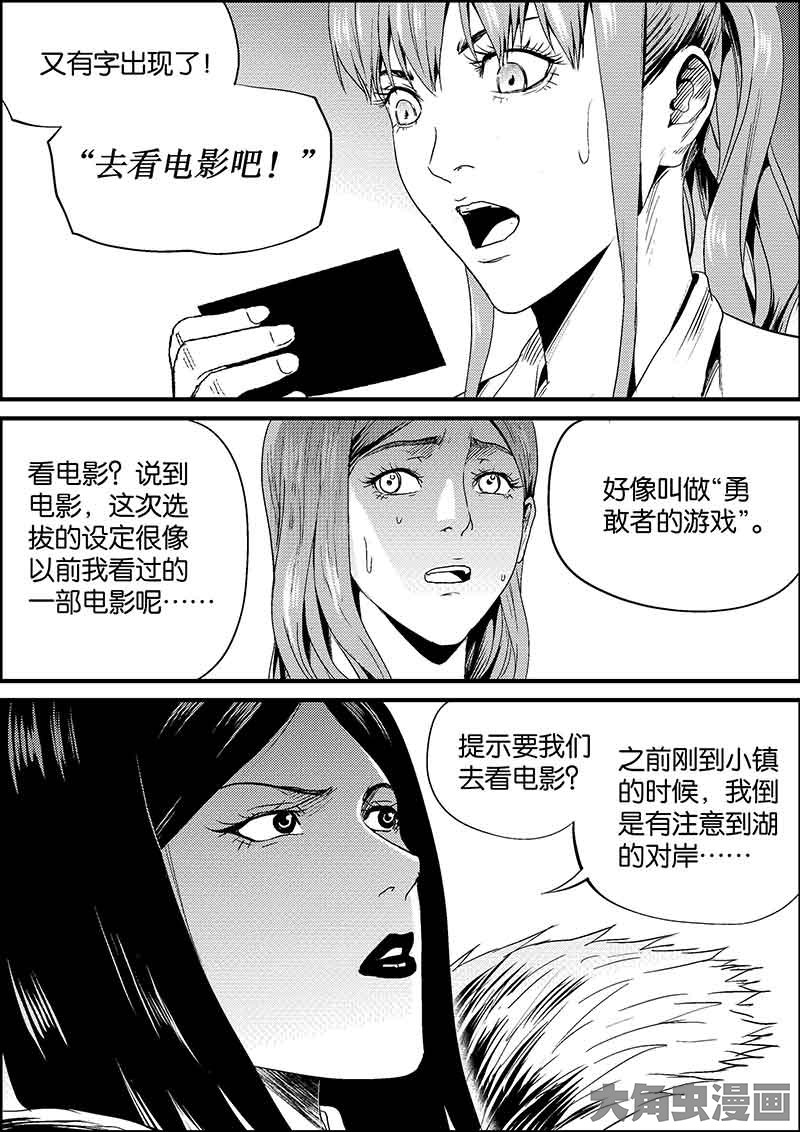 又有字出现了！
“去看电影吧！”
看电影？说到
电影，这次选
拔的设定很像
以前我看过的
一部电影呢……
好像叫做“勇
敢者的游戏”。
提示要我们
去看电影？
之前刚到小镇
的时候，我倒
是有注意到湖
的对岸……
大角虫漫画